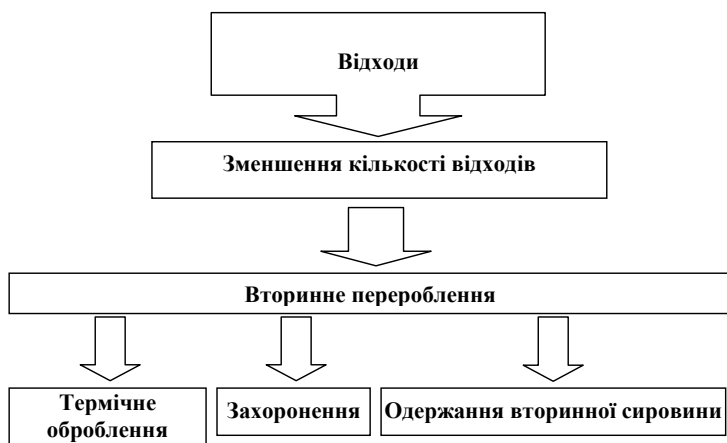 Відходи
Зменшення кількості відходів
Вторинне перероблення
Термічне
оброблення
Захоронення
Одержання вторинної сировини